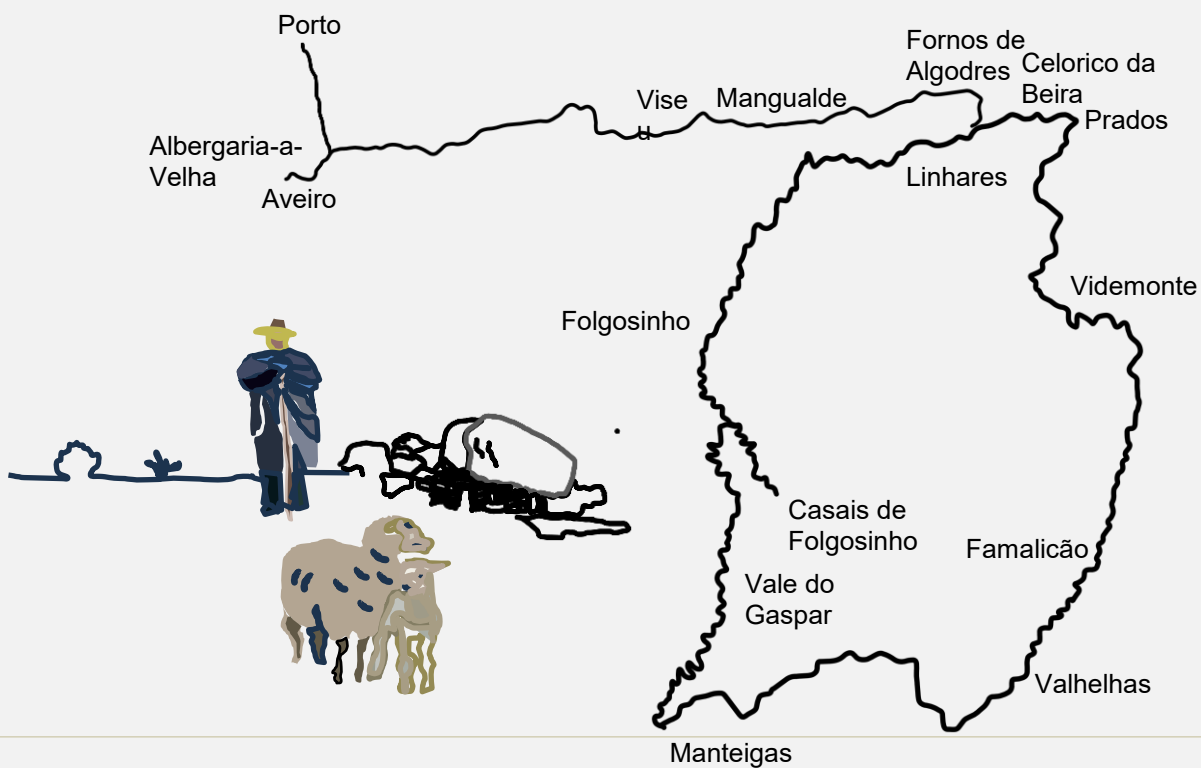 Porto
Fornos de
Algodres
Celorico da
Beira
Vise
u
Mangualde
Prados
Albergaria-a-
Velha
Aveiro
Linhares
Videmonte
Folgosinho
Casais de
Folgosinho
Famalicão
Vale do
Gaspar
Valhelhas
Manteigas